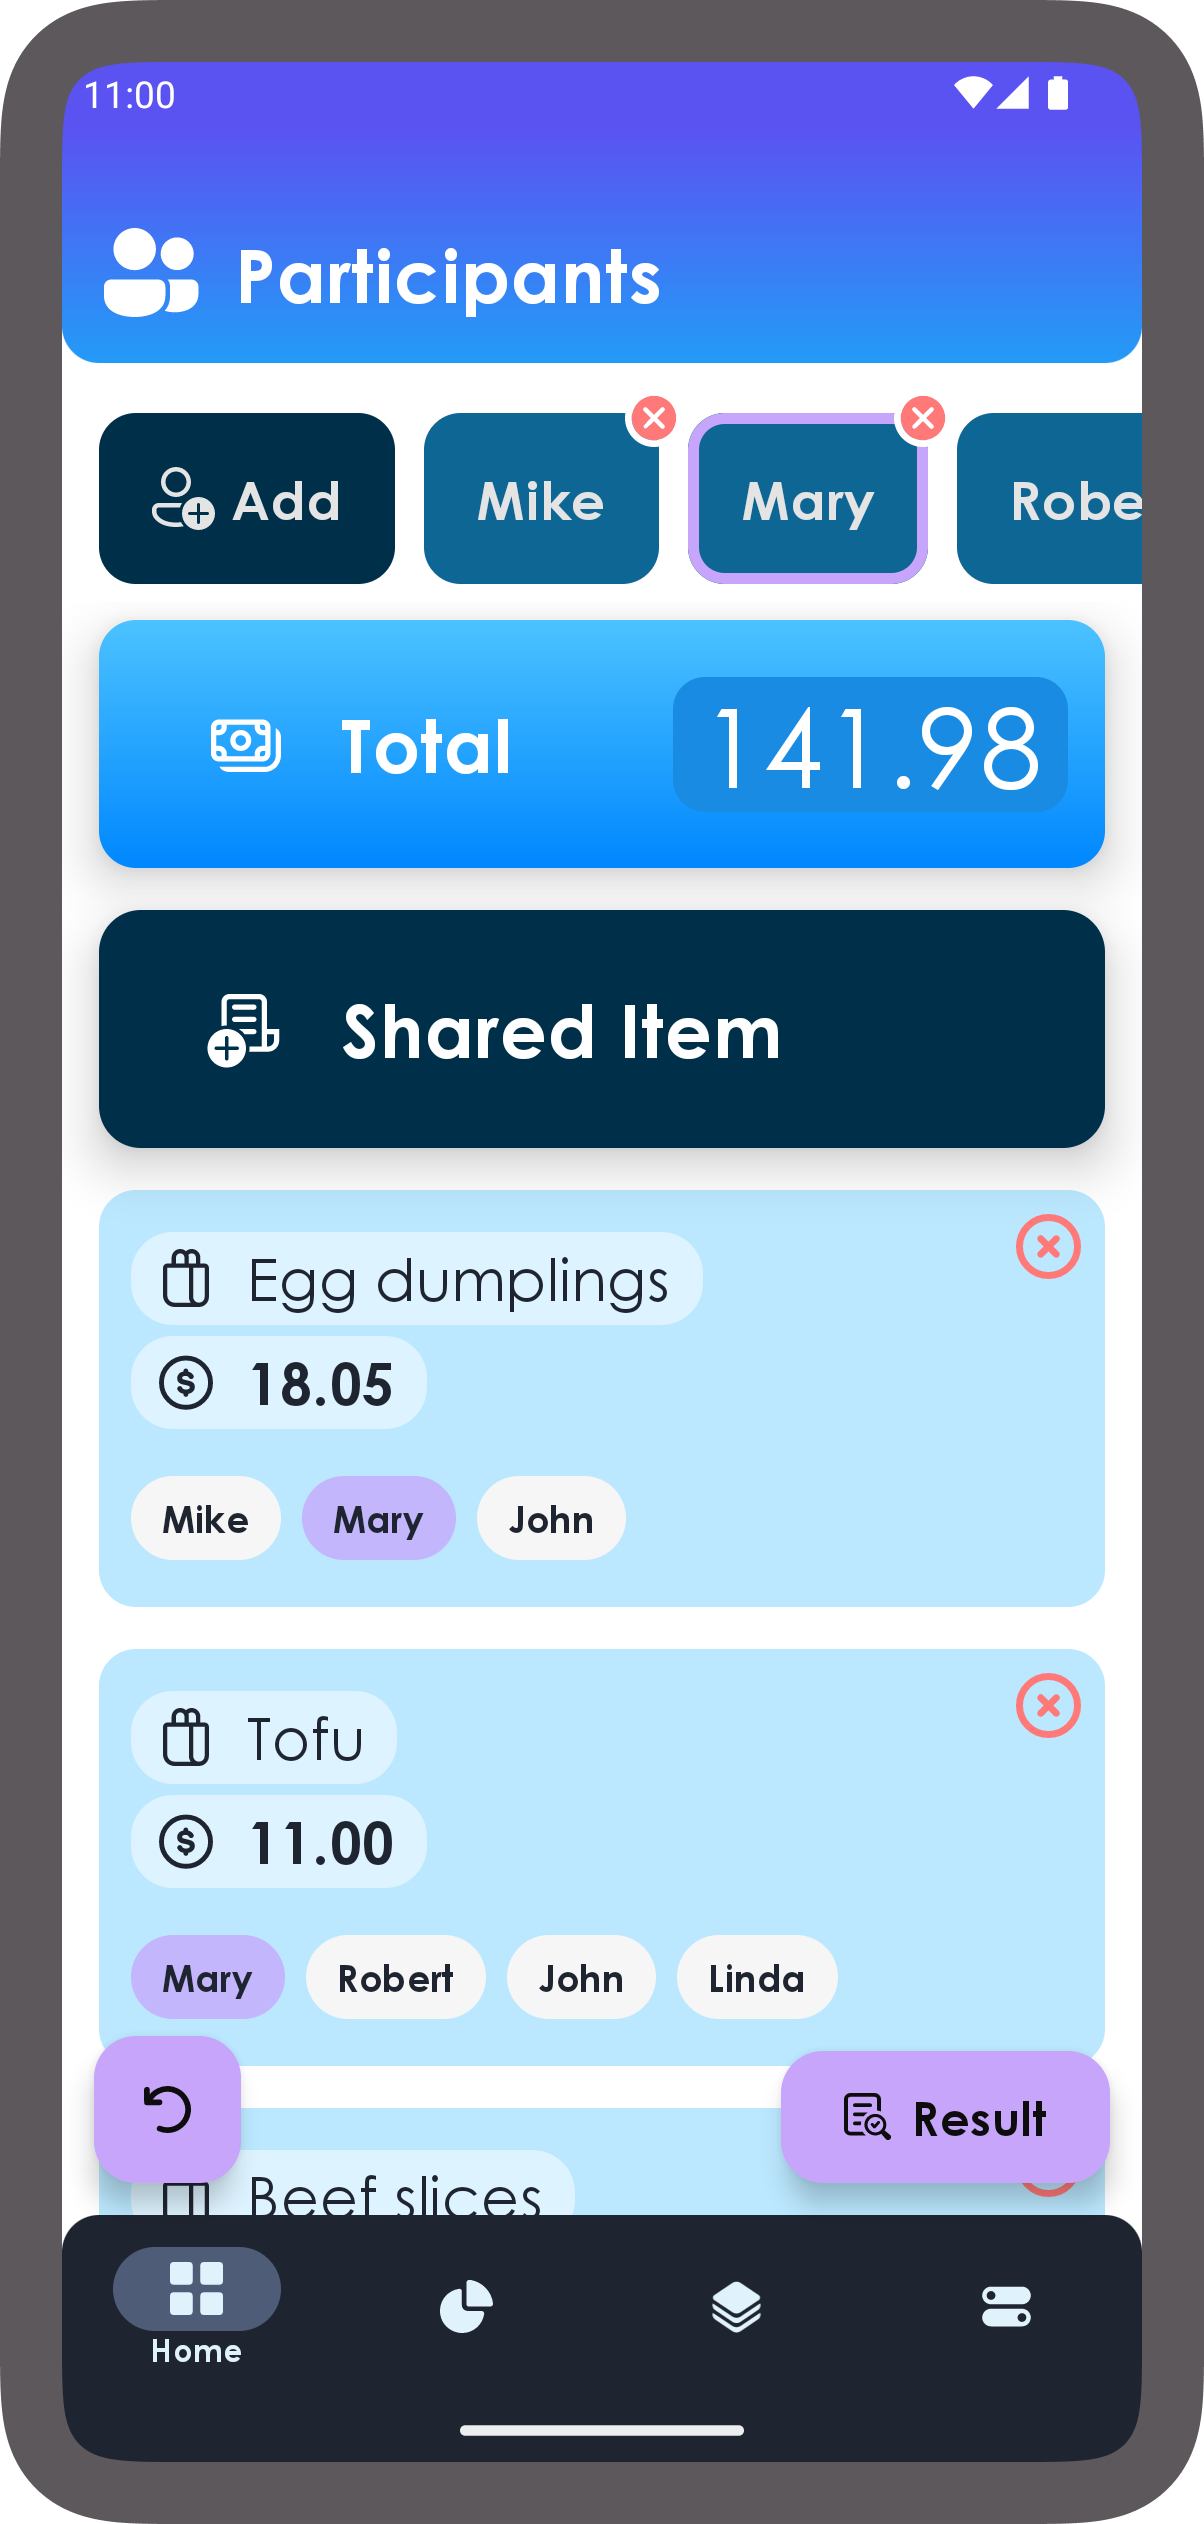 11:00
Participants
Add Mike Mary Robe
Total 141.98
Shared Item
Egg dumplings
18.05
Mike Mary John
Tofu
11.00
Mary Robert John Linda
Result
Beef slices
Home